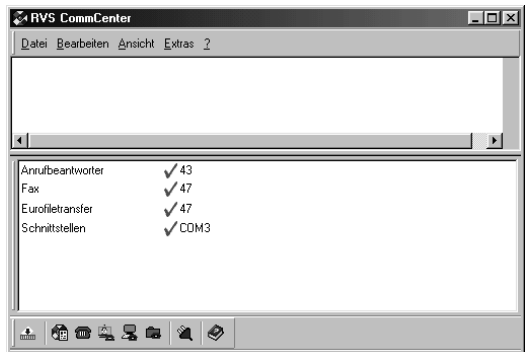 RVS CommCenter
Datei Bearbeiten Ansicht Extras ?
Anrufbeantworter 43
Fax 47
Eurofiletransfer 47
Schnittstellen COM3